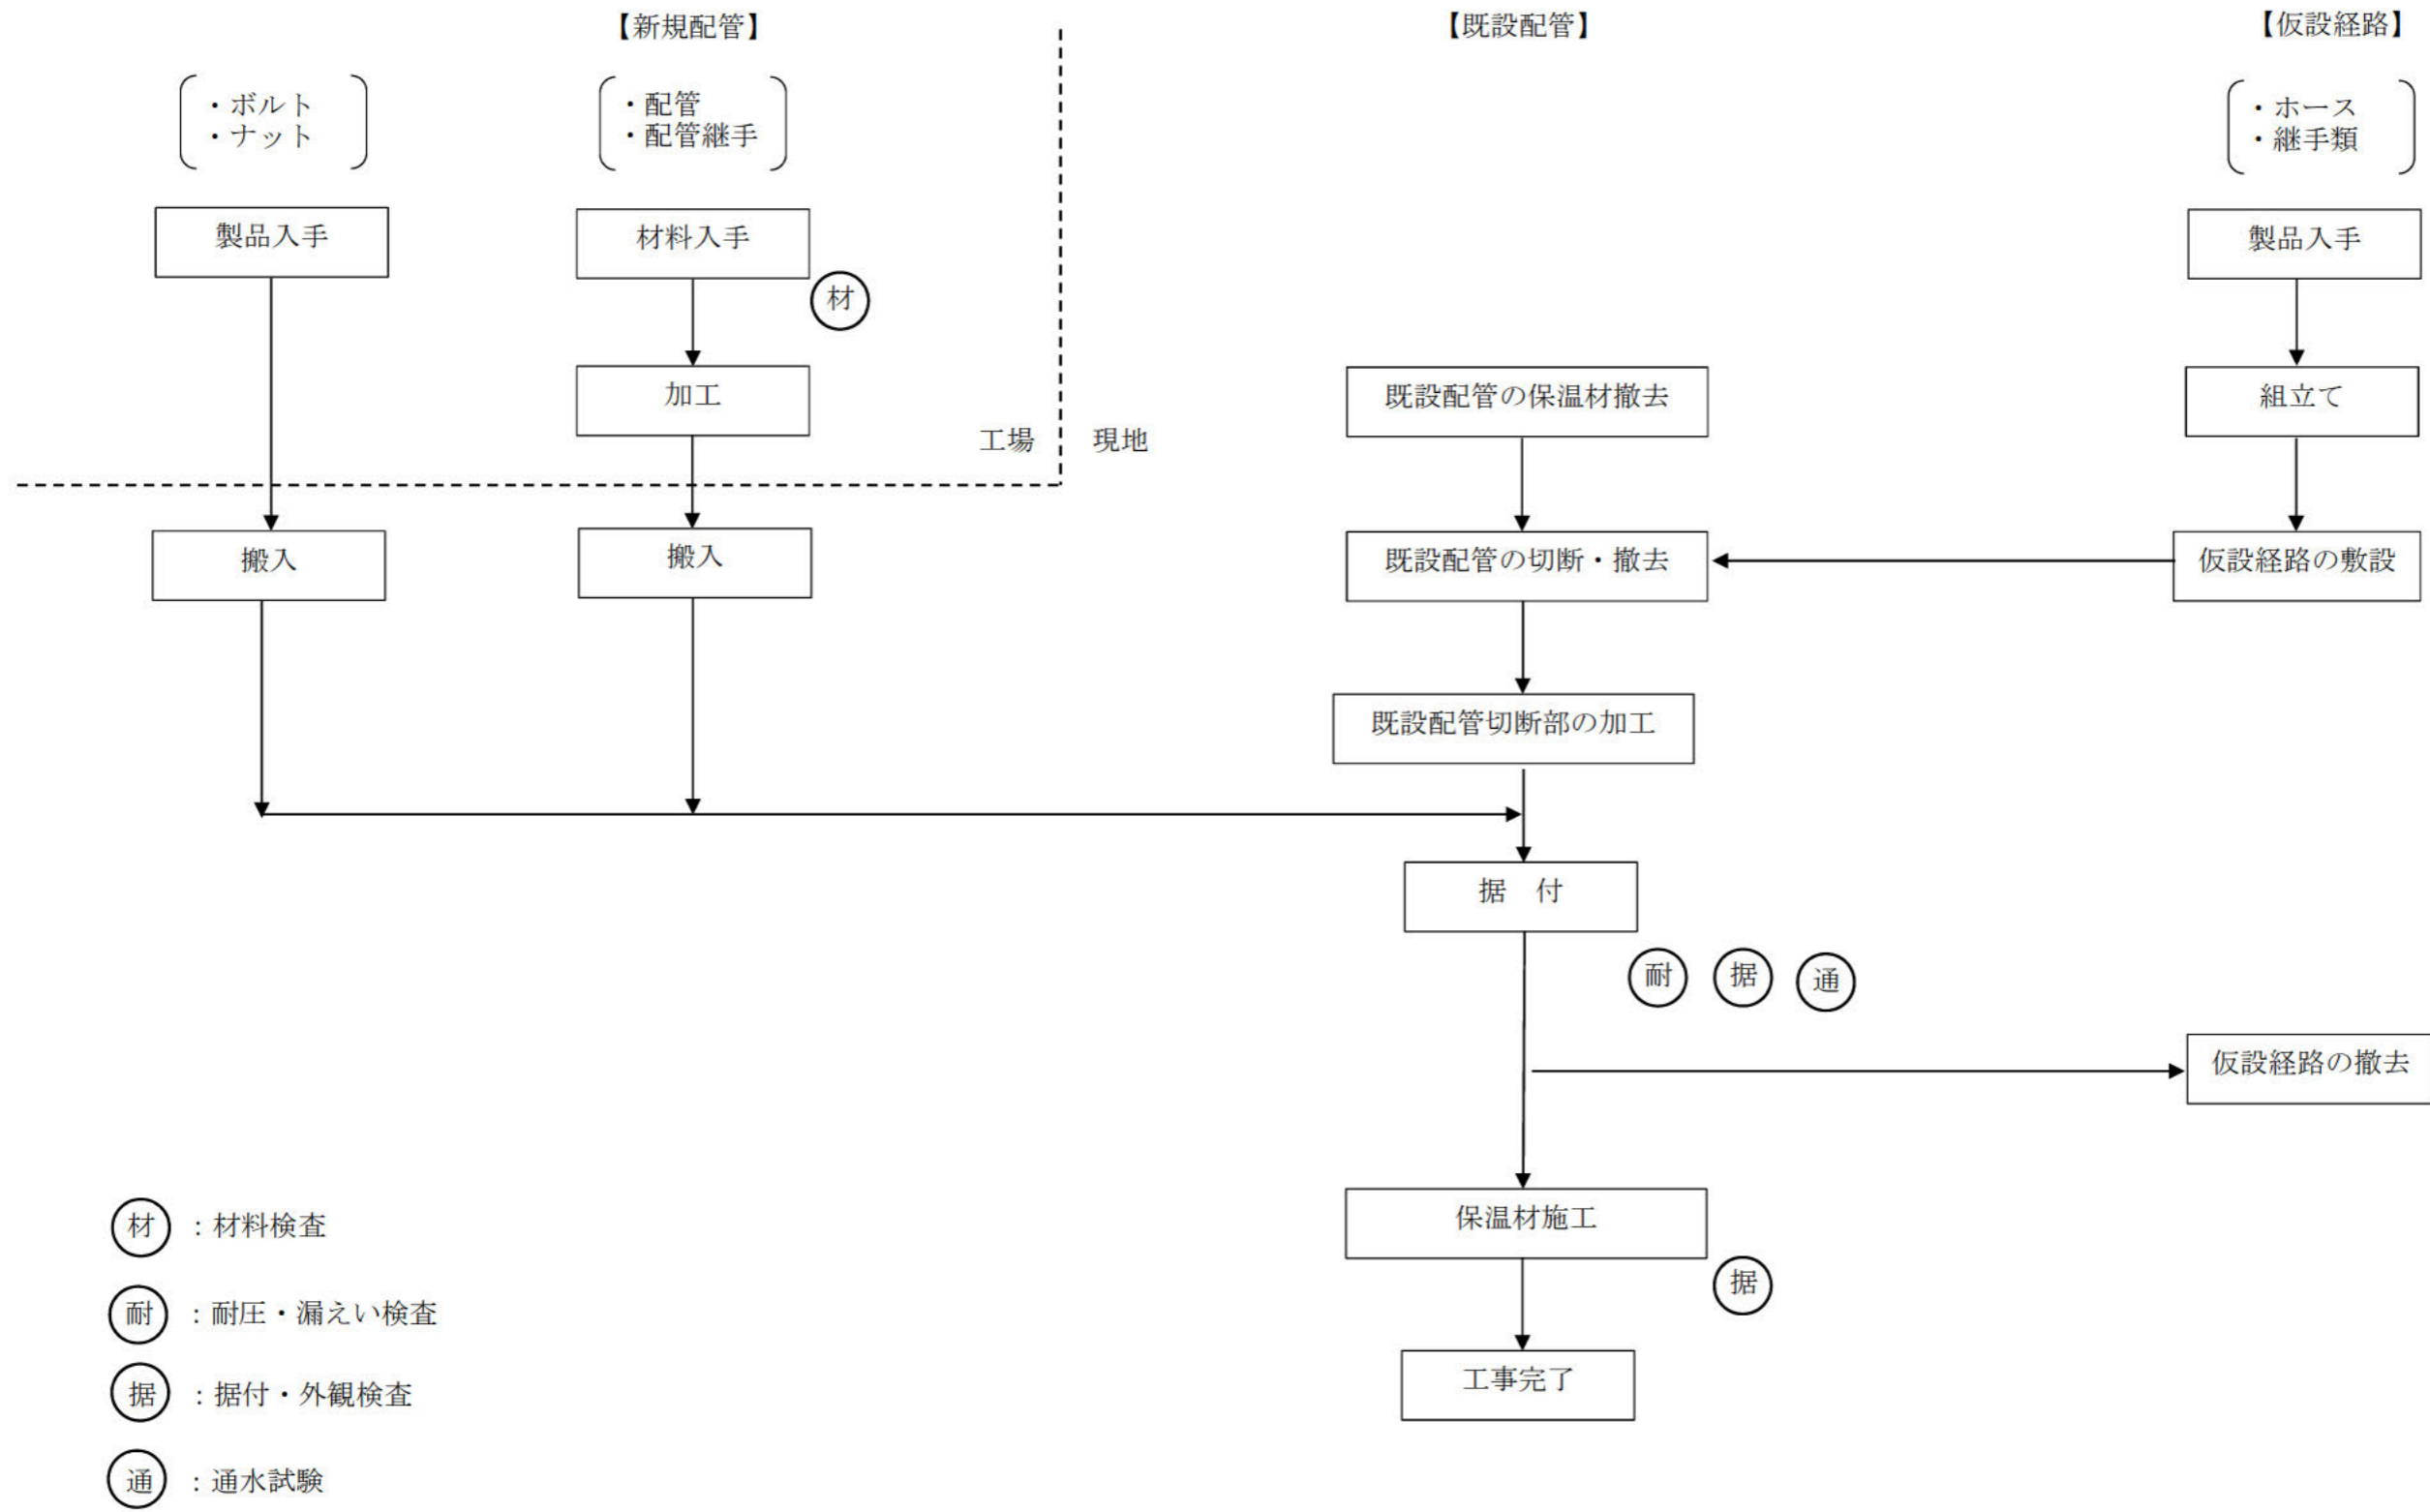 【新規配管】
【既設配管】
【仮設経路】
・ボルト
・ナット
・配管
・配管継手
・ホース
・継手類
製品入手
材料入手
製品入手
材
加工
既設配管の保温材撤去
組立て
工場
現地
搬入
搬入
既設配管の切断・撤去
仮設経路の敷設
既設配管切断部の加工
据　付
耐
据
通
仮設経路の撤去
保温材施工
据
工事完了
材 : 材料検査
耐 : 耐圧・漏えい検査
据 : 据付・外観検査
通 : 通水試験